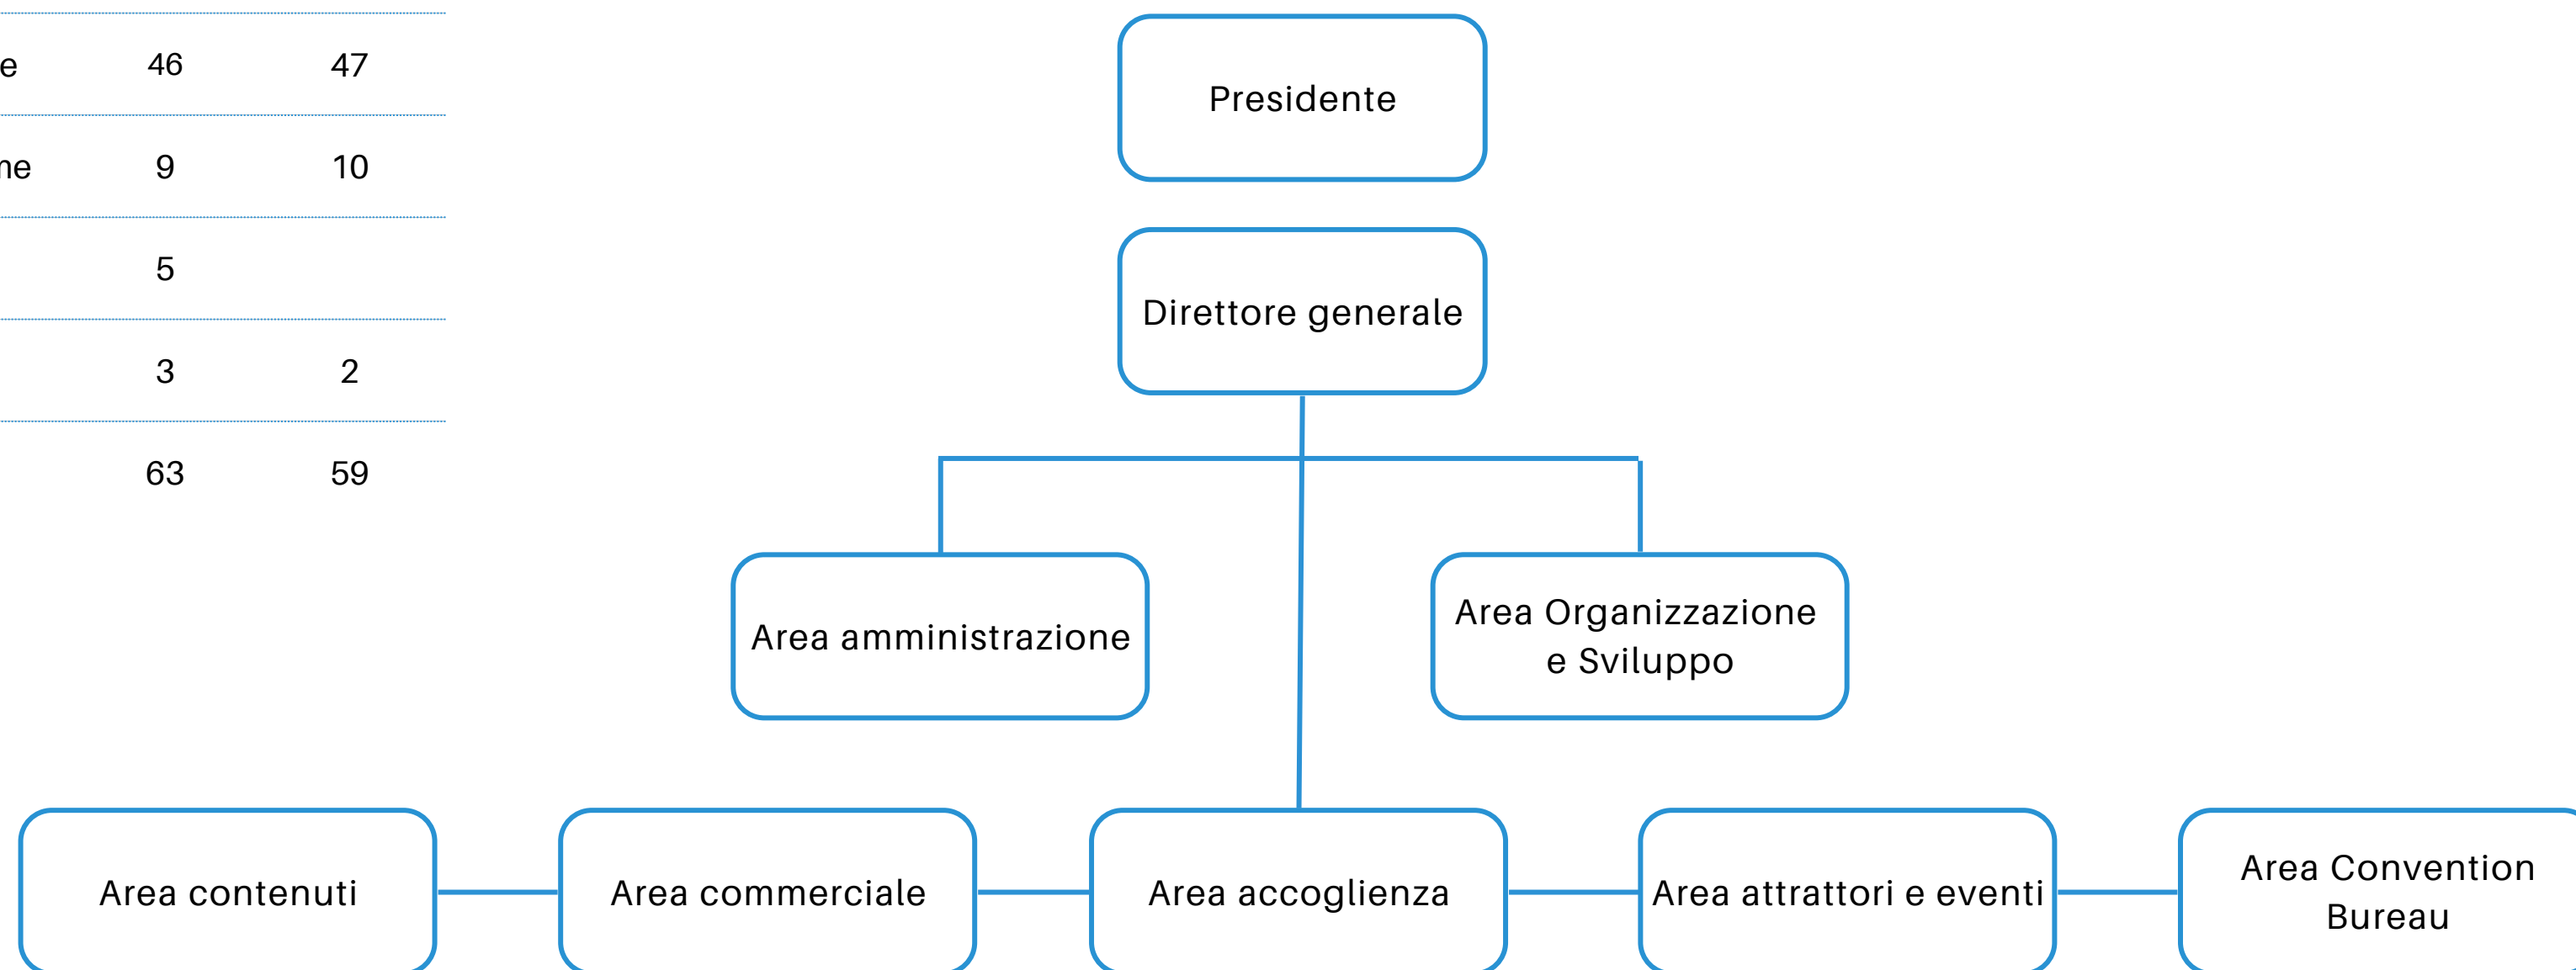 46 47
9 10
5
3 2
63 59
Presidente
Direttore generale
Area amministrazione
Area Organizzazione
e Sviluppo
Area contenuti
Area commerciale
Area accoglienza
Area attrattori e eventi
Area Convention
Bureau